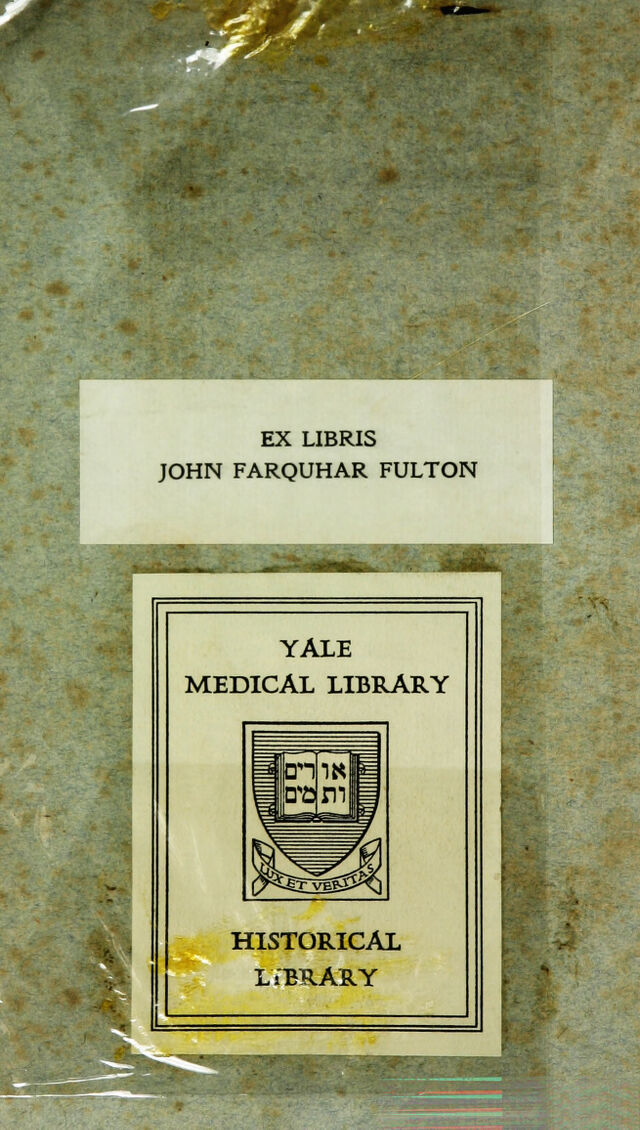 EX LIBRIS
JOHN FARQUHAR FULTON
YALE
MEDICAL LIBRARY
אורים
ותמים
LUX ET VERITAS
HISTORICAL
LIBRARY